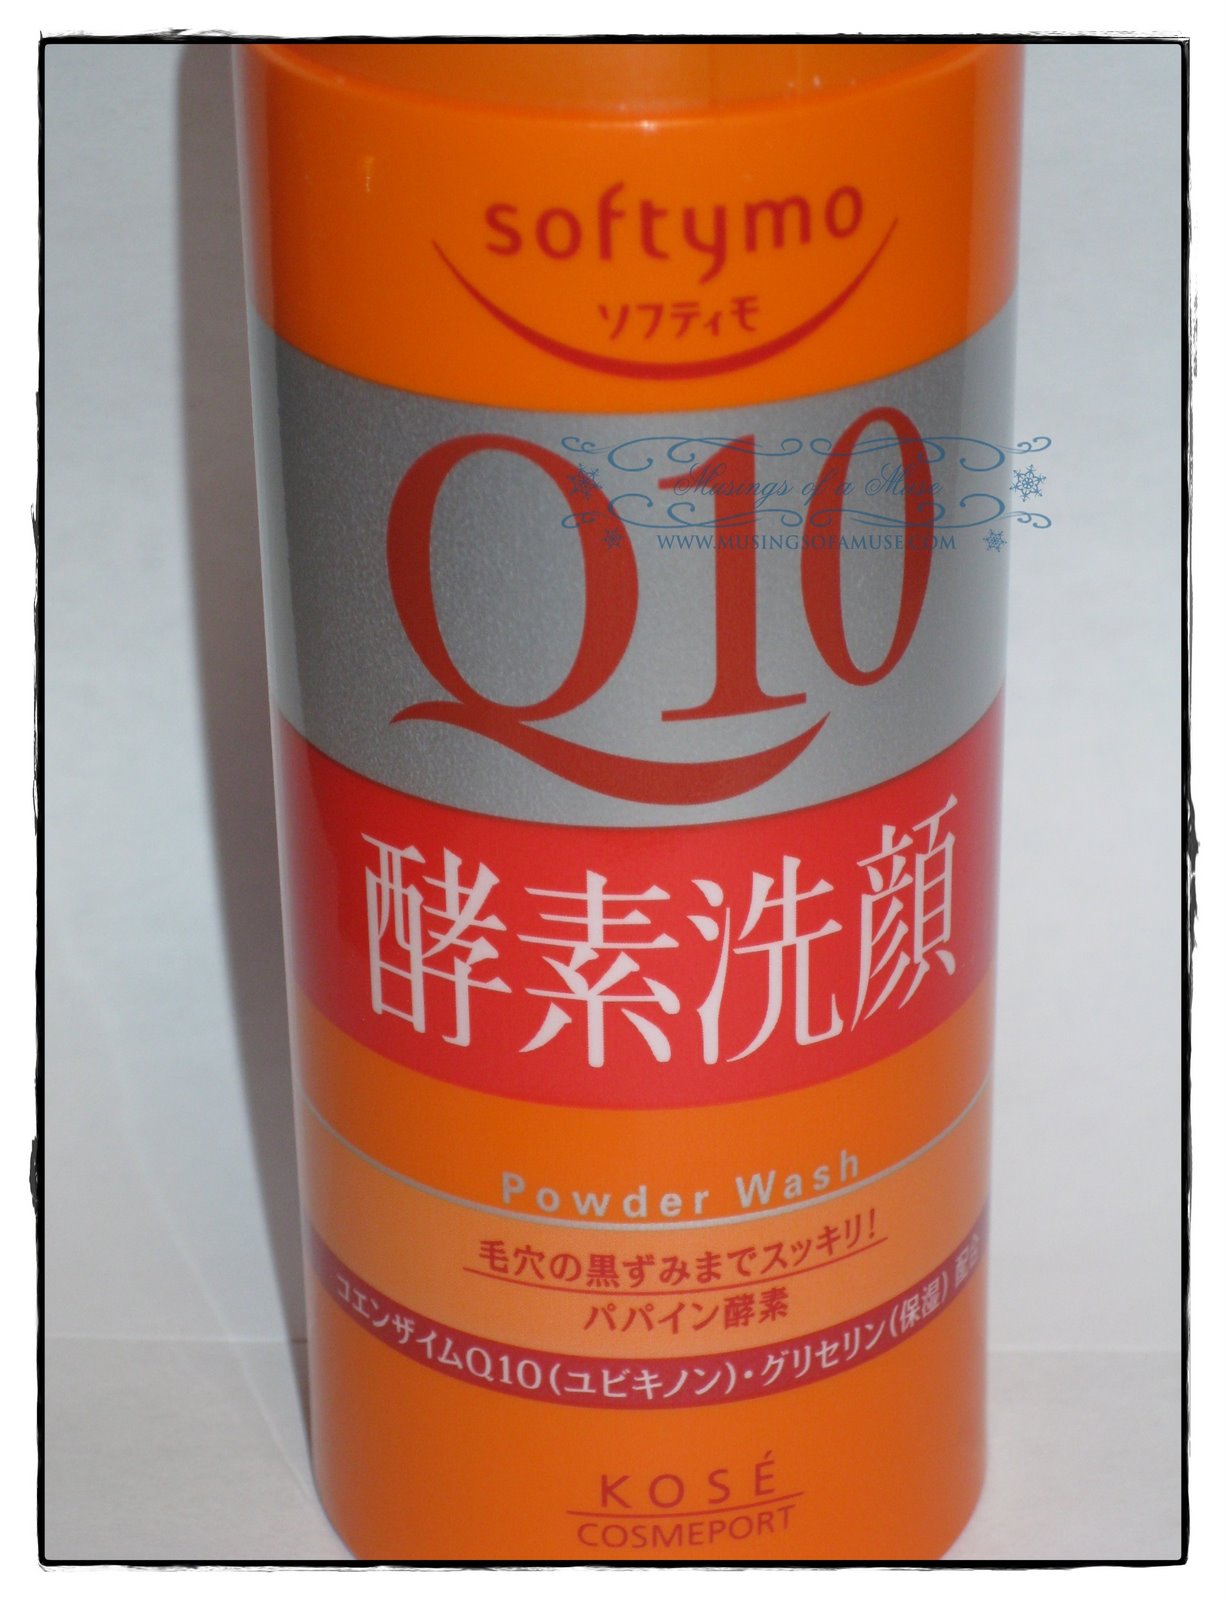 softymo
ソフティモ
Q10
Musings of a Muse
WWW.MUSINGSOFAMUSE.COM
酵素洗顔
Powder Wash
毛穴の黒ずみまでスッキリ!
パパイン酵素
コエンザイムQ10(ユビキノン)・グリセリン(保湿)配合
KOSÉ
COSMEPORT